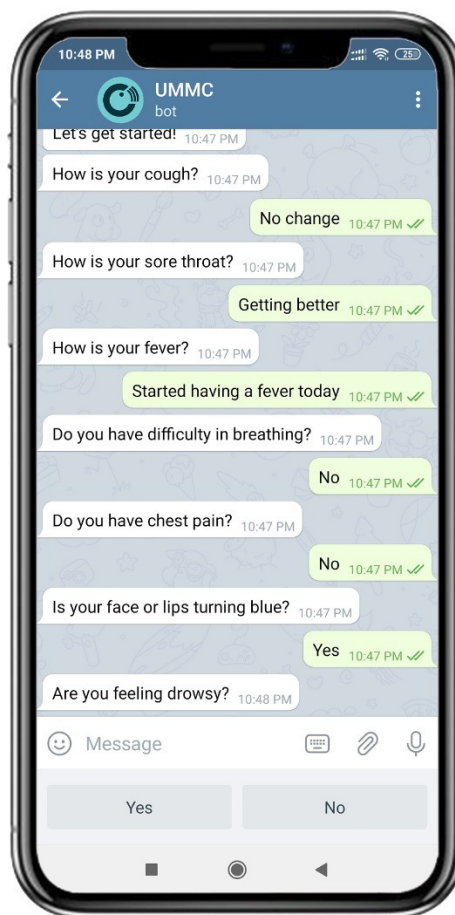 10:48 PM
25
UMMC
bot
Let's get started! 10:47 PM
How is your cough? 10:47 PM
No change 10:47 PM
How is your sore throat? 10:47 PM
Getting better 10:47 PM
How is your fever? 10:47 PM
Started having a fever today 10:47 PM
Do you have difficulty in breathing? 10:47 PM
No 10:47 PM
Do you have chest pain? 10:47 PM
No 10:47 PM
Is your face or lips turning blue? 10:47 PM
Yes 10:47 PM
Are you feeling drowsy? 10:48 PM
Message
Yes No